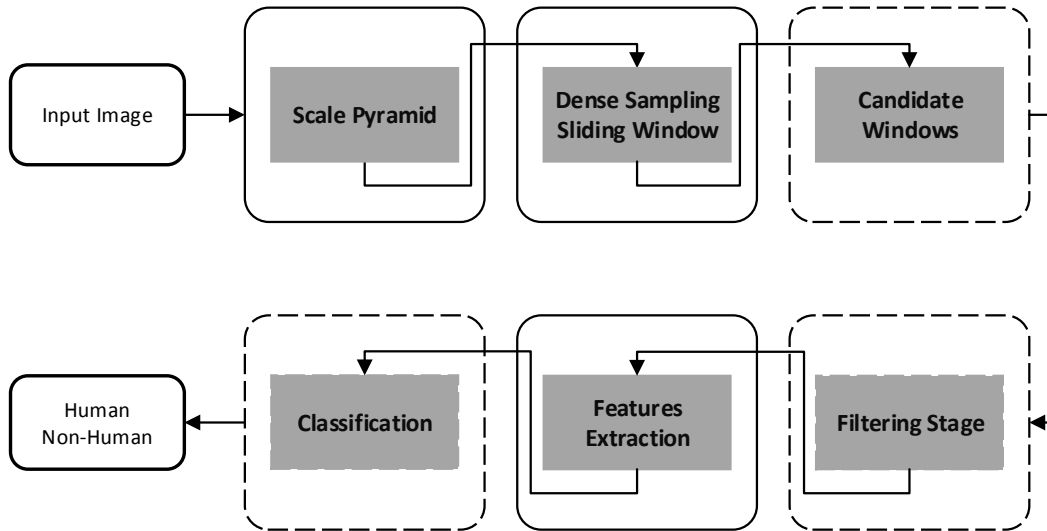 Input Image
Scale Pyramid
Dense Sampling
Sliding Window
Candidate
Windows
Human
Non-Human
Classification
Features
Extraction
Filtering Stage